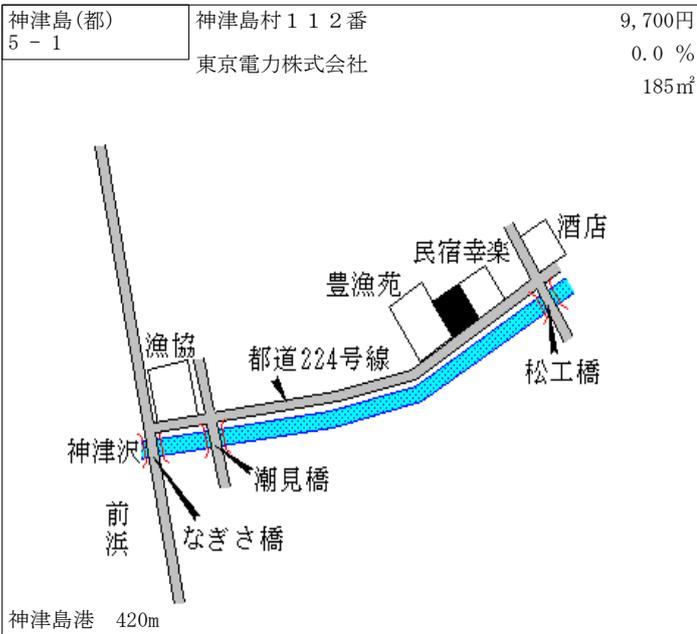 神津島(都)
5 - 1
神津島村１１２番
東京電力株式会社
9,700円
0.0 %
185㎡
酒店
民宿幸楽
豊漁苑
漁協
都道224号線
松工橋
神津沢
潮見橋
前浜
なぎさ橋
神津島港 420m